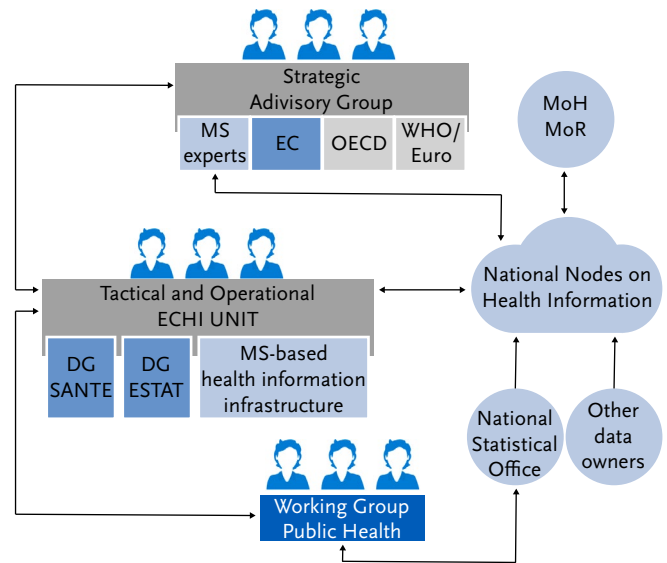 Strategic
Adivisory Group
MS
experts
EC
OECD
WHO/
Euro
MoH
MoR
National Nodes on
Health Information
Tactical and Operational
ECHI UNIT
DG
SANTE
DG
ESTAT
MS-based
health information
infrastructure
National
Statistical
Office
Other
data
owners
Working Group
Public Health